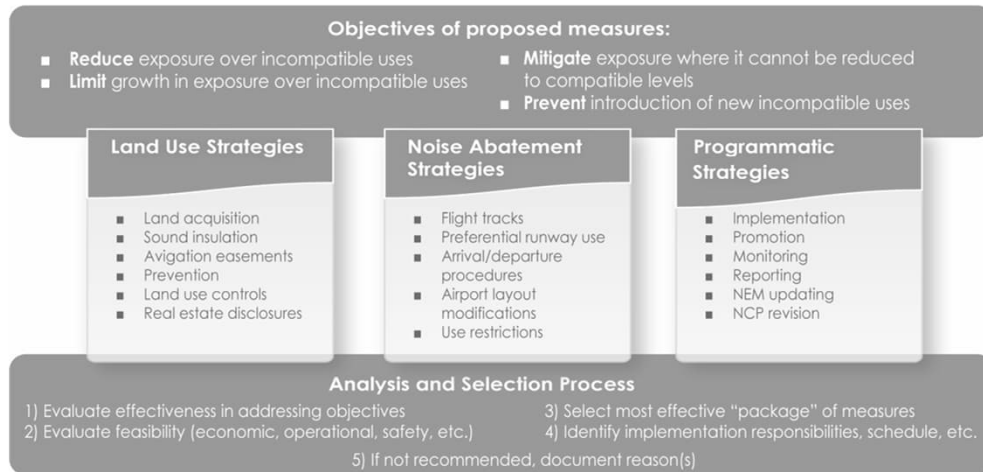 Objectives of proposed measures:
■ Reduce exposure over incompatible uses
■ Limit growth in exposure over incompatible uses
■ Mitigate exposure where it cannot be reduced
to compatible levels
■ Prevent introduction of new incompatible uses
Land Use Strategies
■ Land acquisition
■ Sound insulation
■ Avigation easements
■ Prevention
■ Land use controls
■ Real estate disclosures
Noise Abatement
Strategies
■ Flight tracks
■ Preferential runway use
■ Arrival/departure
procedures
■ Airport layout
modifications
■ Use restrictions
Programmatic
Strategies
■ Implementation
■ Promotion
■ Monitoring
■ Reporting
■ NEM updating
■ NCP revision
Analysis and Selection Process
1) Evaluate effectiveness in addressing objectives
2) Evaluate feasibility (economic, operational, safety, etc.)
3) Select most effective “package” of measures
4) Identify implementation responsibilities, schedule, etc.
5) If not recommended, document reason(s)